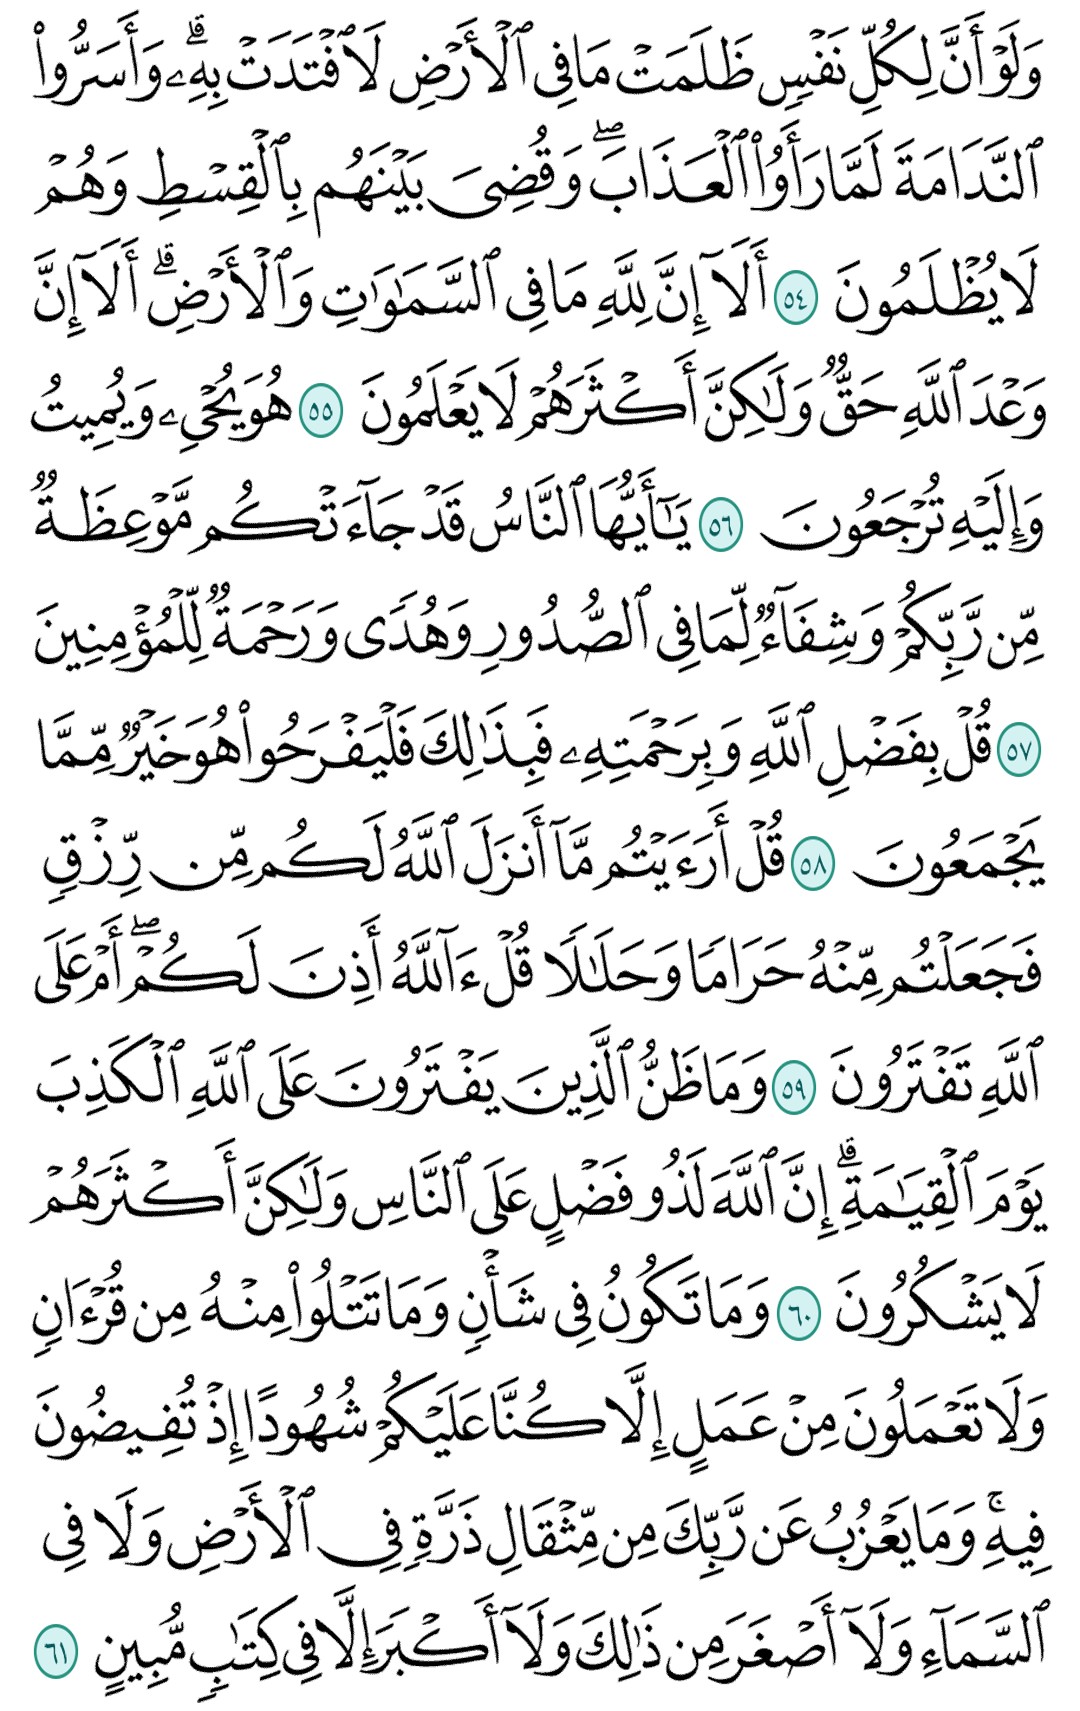 وَلَوْ أَنَّ لِكُلِّ نَفْسٍ ظَلَمَتْ مَا فِي ٱلْأَرْضِ لَٱفْتَدَتْ بِهِۦۗ وَأَسَرُّوا۟
ٱلنَّدَامَةَ لَمَّا رَأَوُا۟ ٱلْعَذَابَۖ وَقُضِىَ بَيْنَهُم بِٱلْقِسْطِ وَهُمْ
لَا يُظْلَمُونَ ٥٤ أَلَآ إِنَّ لِلَّهِ مَا فِي ٱلسَّمَٰوَٰتِ وَٱلْأَرْضِۗ أَلَآ إِنَّ
وَعْدَ ٱللَّهِ حَقٌّ وَلَٰكِنَّ أَكْثَرَهُمْ لَا يَعْلَمُونَ ٥٥ هُوَ يُحْىِۦ وَيُمِيتُ
وَإِلَيْهِ تُرْجَعُونَ ٥٦ يَٰٓأَيُّهَا ٱلنَّاسُ قَدْ جَآءَتْكُم مَّوْعِظَةٌ
مِّن رَّبِّكُمْ وَشِفَآءٌ لِّمَا فِي ٱلصُّدُورِ وَهُدًى وَرَحْمَةٌ لِّلْمُؤْمِنِينَ
٥٧ قُلْ بِفَضْلِ ٱللَّهِ وَبِرَحْمَتِهِۦ فَبِذَٰلِكَ فَلْيَفْرَحُوا۟ هُوَ خَيْرٌ مِّمَّا
يَجْمَعُونَ ٥٨ قُلْ أَرَءَيْتُم مَّآ أَنزَلَ ٱللَّهُ لَكُم مِّن رِّزْقٍ
فَجَعَلْتُم مِّنْهُ حَرَامًا وَحَلَٰلًا قُلْ ءَآللَّهُ أَذِنَ لَكُمْۖ أَمْ عَلَى
ٱللَّهِ تَفْتَرُونَ ٥٩ وَمَا ظَنُّ ٱلَّذِينَ يَفْتَرُونَ عَلَى ٱللَّهِ ٱلْكَذِبَ
يَوْمَ ٱلْقِيَٰمَةِۗ إِنَّ ٱللَّهَ لَذُو فَضْلٍ عَلَى ٱلنَّاسِ وَلَٰكِنَّ أَكْثَرَهُمْ
لَا يَشْكُرُونَ ٦٠ وَمَا تَكُونُ فِي شَأْنٍ وَمَا تَتْلُوا۟ مِنْهُ مِن قُرْءَانٍ
وَلَا تَعْمَلُونَ مِنْ عَمَلٍ إِلَّا كُنَّا عَلَيْكُمْ شُهُودًا إِذْ تُفِيضُونَ
فِيهِۚ وَمَا يَعْزُبُ عَن رَّبِّكَ مِن مِّثْقَالِ ذَرَّةٍ فِي ٱلْأَرْضِ وَلَا فِي
ٱلسَّمَآءِ وَلَآ أَصْغَرَ مِن ذَٰلِكَ وَلَآ أَكْبَرَ إِلَّا فِي كِتَٰبٍ مُّبِينٍ ٦١